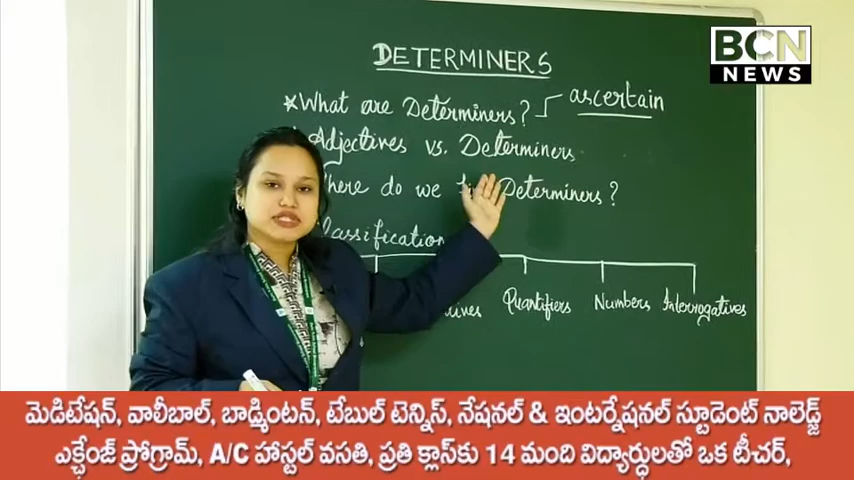 BCN
NEWS
DETERMINERS
*What are Determiners? ascertain
Adjectives vs. Determiners
do we Determiners?
Classification
Quantifiers Numbers Interrogatives
మెడిటేషన్, వాలీబాల్, బాడ్మింటన్, టేబుల్ టెన్నిస్, నేషనల్ & ఇంటర్నేషనల్ స్టూడెంట్ నాలెడ్జ్
ఎక్ఛేంజ్ ప్రోగ్రామ్, A/C హాస్టల్ వసతి, ప్రతి క్లాస్‌కు 14 మంది విద్యార్ధులతో ఒక టీచర్,